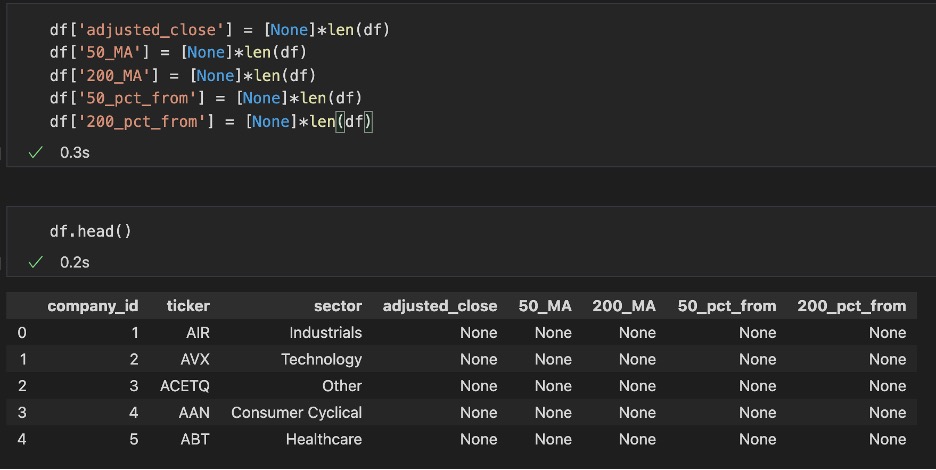 df['adjusted_close'] = [None]*len(df)
df['50_MA'] = [None]*len(df)
df['200_MA'] = [None]*len(df)
df['50_pct_from'] = [None]*len(df)
df['200_pct_from'] = [None]*len(df)
0.3s
df.head()
0.2s
company_id ticker sector adjusted_close 50_MA 200_MA 50_pct_from 200_pct_from
0 1 AIR Industrials None None None None None
1 2 AVX Technology None None None None None
2 3 ACETQ Other None None None None None
3 4 AAN Consumer Cyclical None None None None None
4 5 ABT Healthcare None None None None None